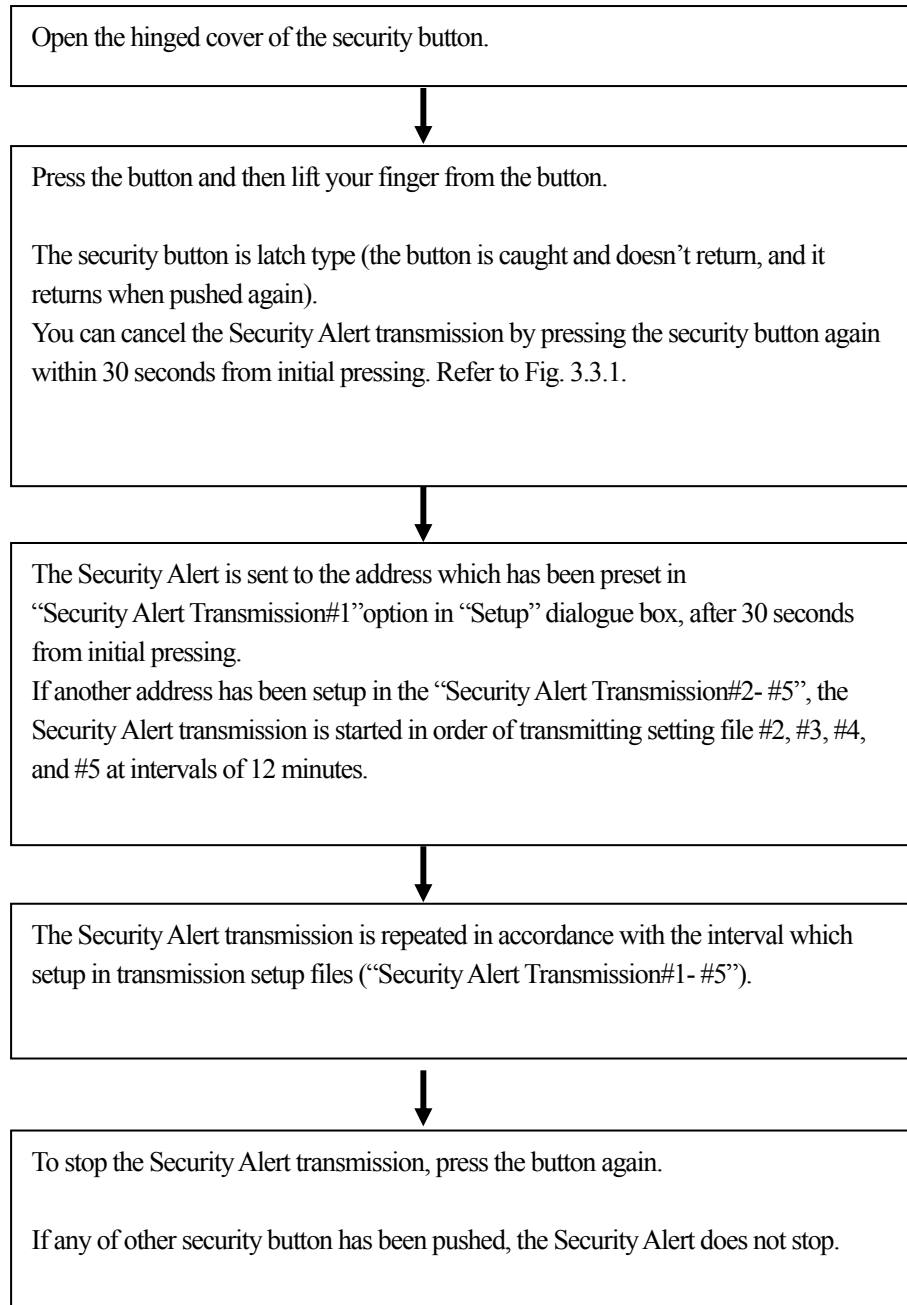 Open the hinged cover of the security button.
Press the button and then lift your finger from the button.
The security button is latch type (the button is caught and doesn’t return, and it
returns when pushed again).
You can cancel the Security Alert transmission by pressing the security button again
within 30 seconds from initial pressing. Refer to Fig. 3.3.1.
The Security Alert is sent to the address which has been preset in
“Security Alert Transmission#1”option in “Setup” dialogue box, after 30 seconds
from initial pressing.
If another address has been setup in the “Security Alert Transmission#2- #5”, the
Security Alert transmission is started in order of transmitting setting file #2, #3, #4,
and #5 at intervals of 12 minutes.
The Security Alert transmission is repeated in accordance with the interval which
setup in transmission setup files (“Security Alert Transmission#1- #5”).
To stop the Security Alert transmission, press the button again.
If any of other security button has been pushed, the Security Alert does not stop.